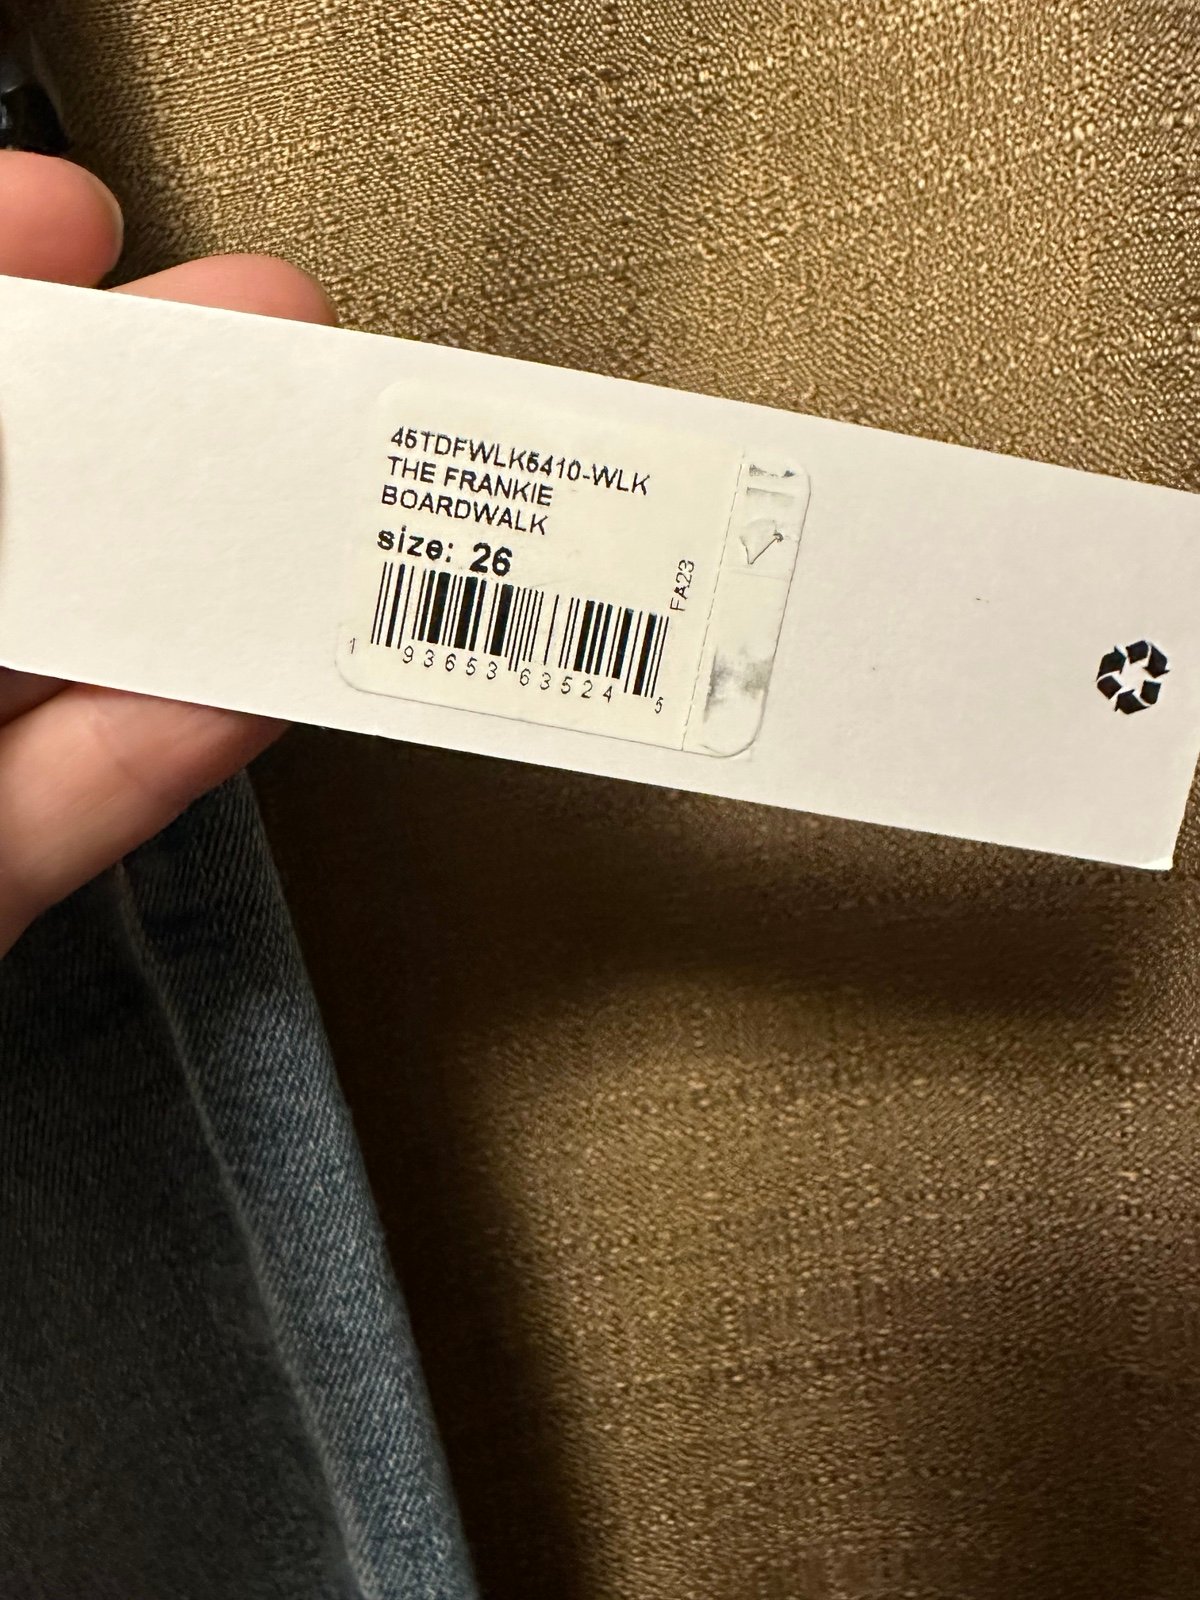 45TDFWLK5410-WLK
THE FRANKIE
BOARDWALK
size: 26
FA23
1 93653 63524 5